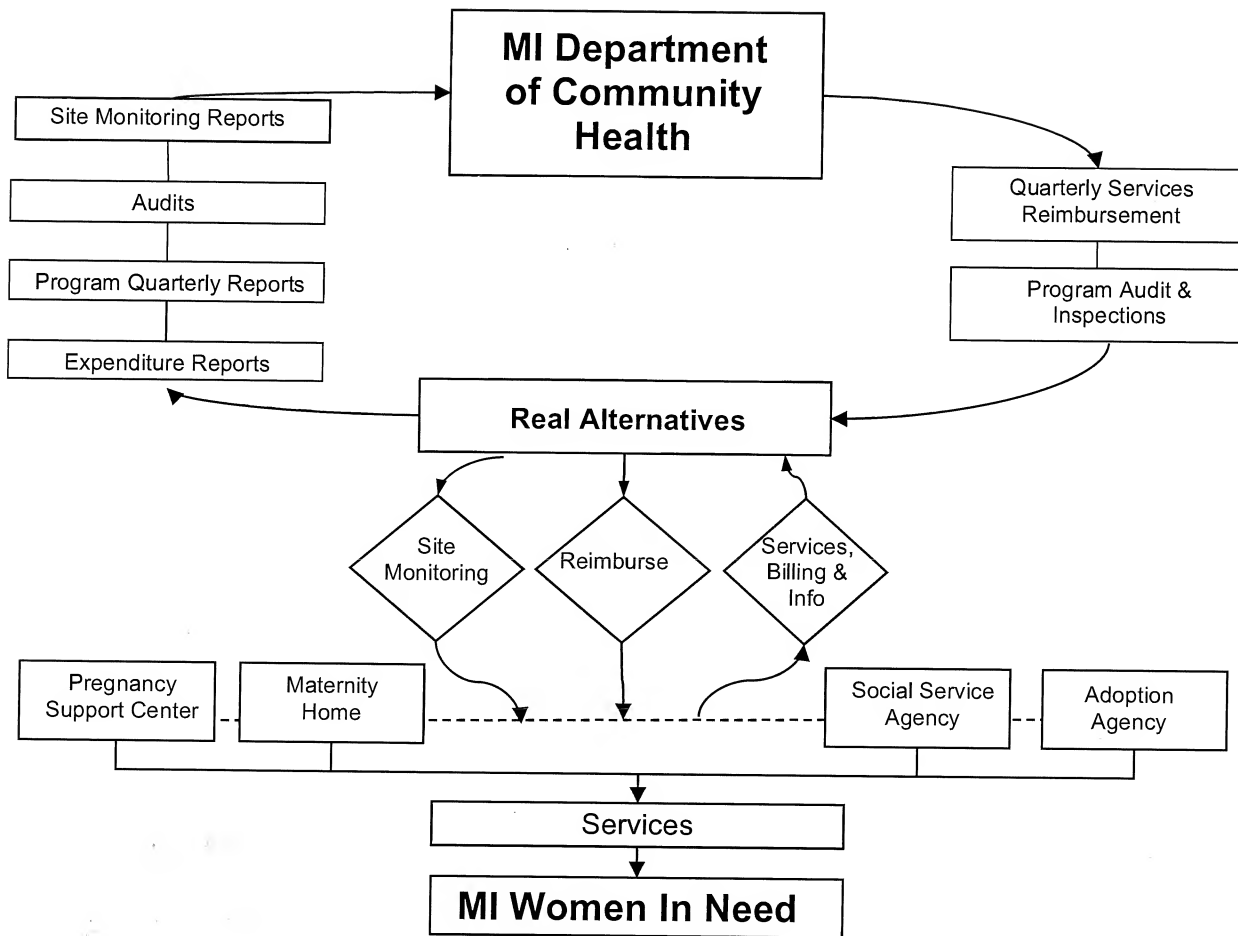 MI Department
of Community
Health
Site Monitoring Reports
Audits
Program Quarterly Reports
Expenditure Reports
Quarterly Services
Reimbursement
Program Audit &
Inspections
Real Alternatives
Site
Monitoring
Reimburse
Services,
Billing &
Info
Pregnancy
Support Center
Maternity
Home
Social Service
Agency
Adoption
Agency
Services
MI Women In Need